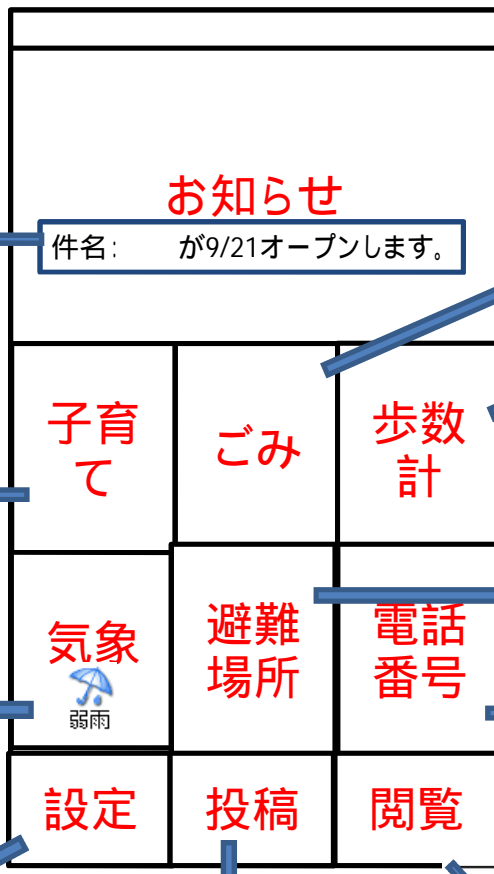 お知らせ
件名: が9/21オープンします。
子育
て
ごみ
歩数
計
気象
弱雨
避難
場所
電話
番号
設定
投稿
閲覧